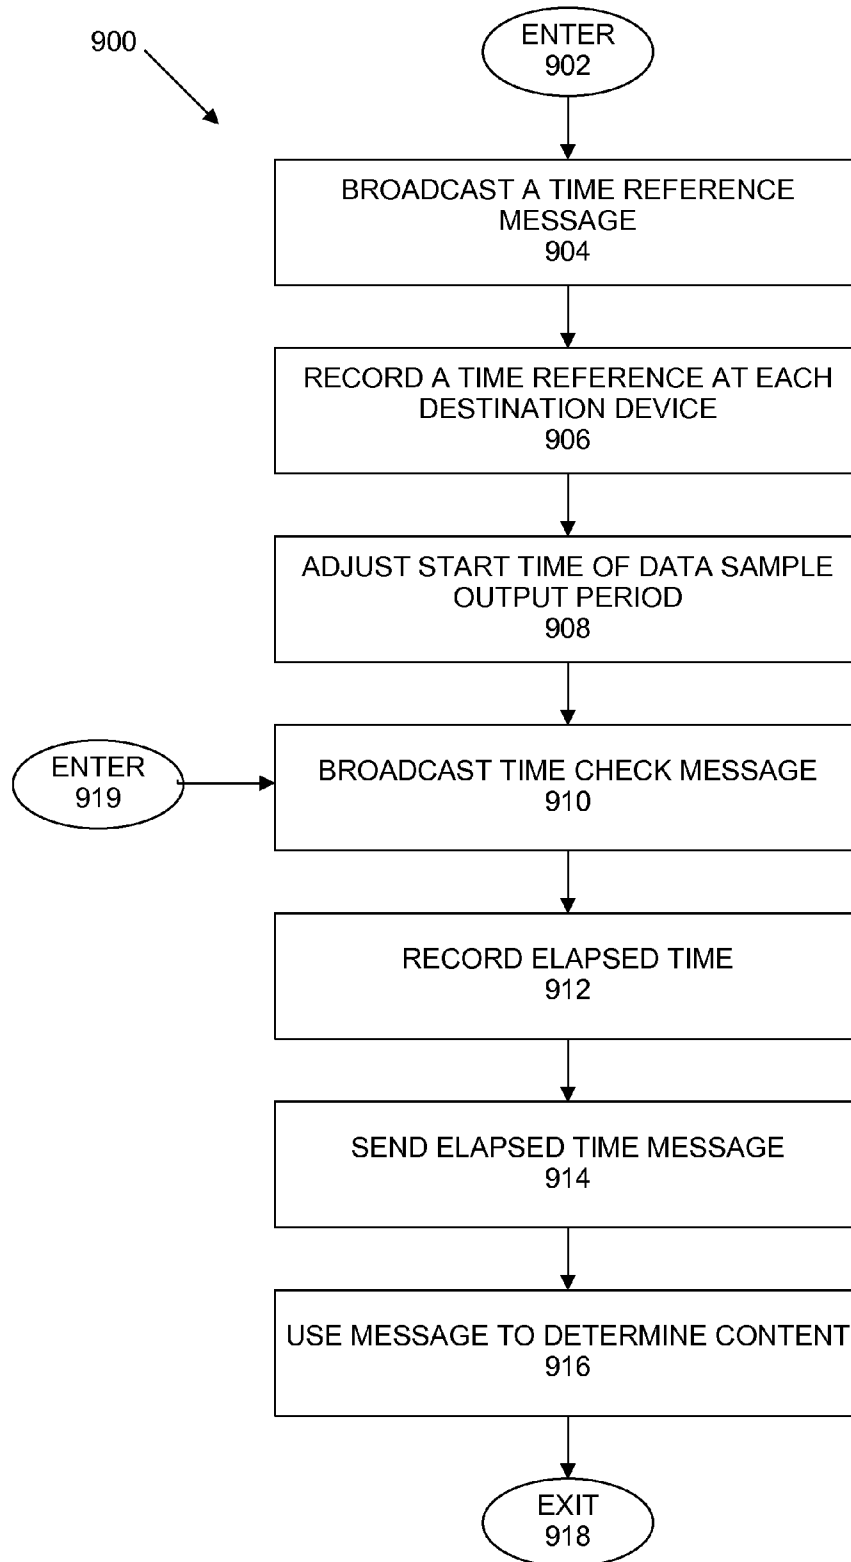 900
ENTER
902
BROADCAST A TIME REFERENCE
MESSAGE
904
RECORD A TIME REFERENCE AT EACH
DESTINATION DEVICE
906
ADJUST START TIME OF DATA SAMPLE
OUTPUT PERIOD
908
ENTER
919
BROADCAST TIME CHECK MESSAGE
910
RECORD ELAPSED TIME
912
SEND ELAPSED TIME MESSAGE
914
USE MESSAGE TO DETERMINE CONTENT
916
EXIT
918